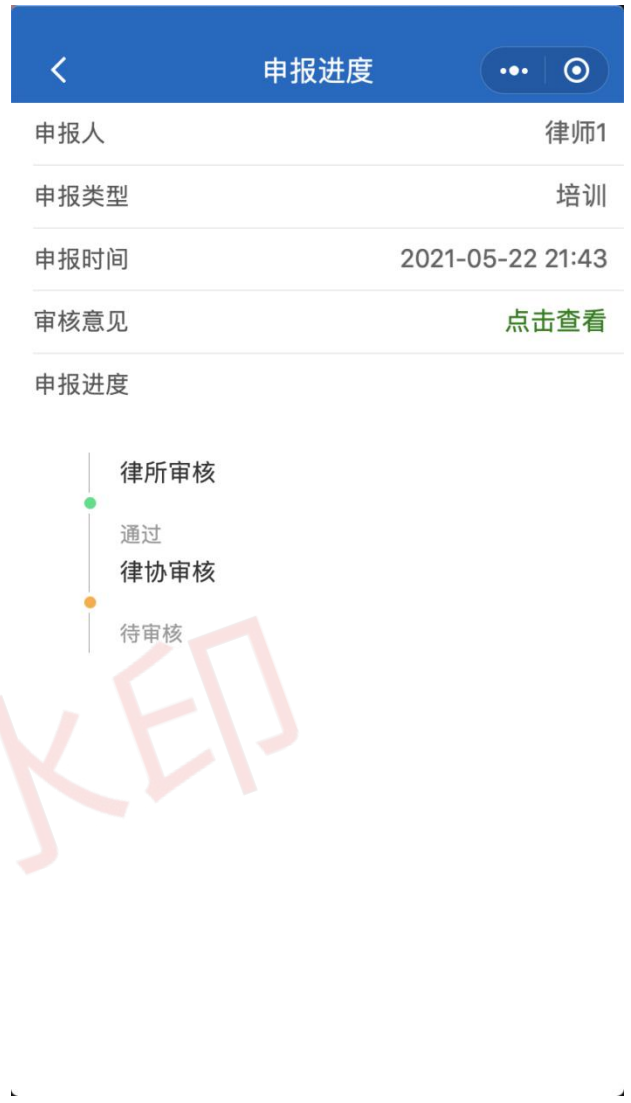 申报进度
申报人 律师1
申报类型 培训
申报时间 2021-05-22 21:43
审核意见 点击查看
申报进度
律所审核
通过
律协审核
待审核
水印